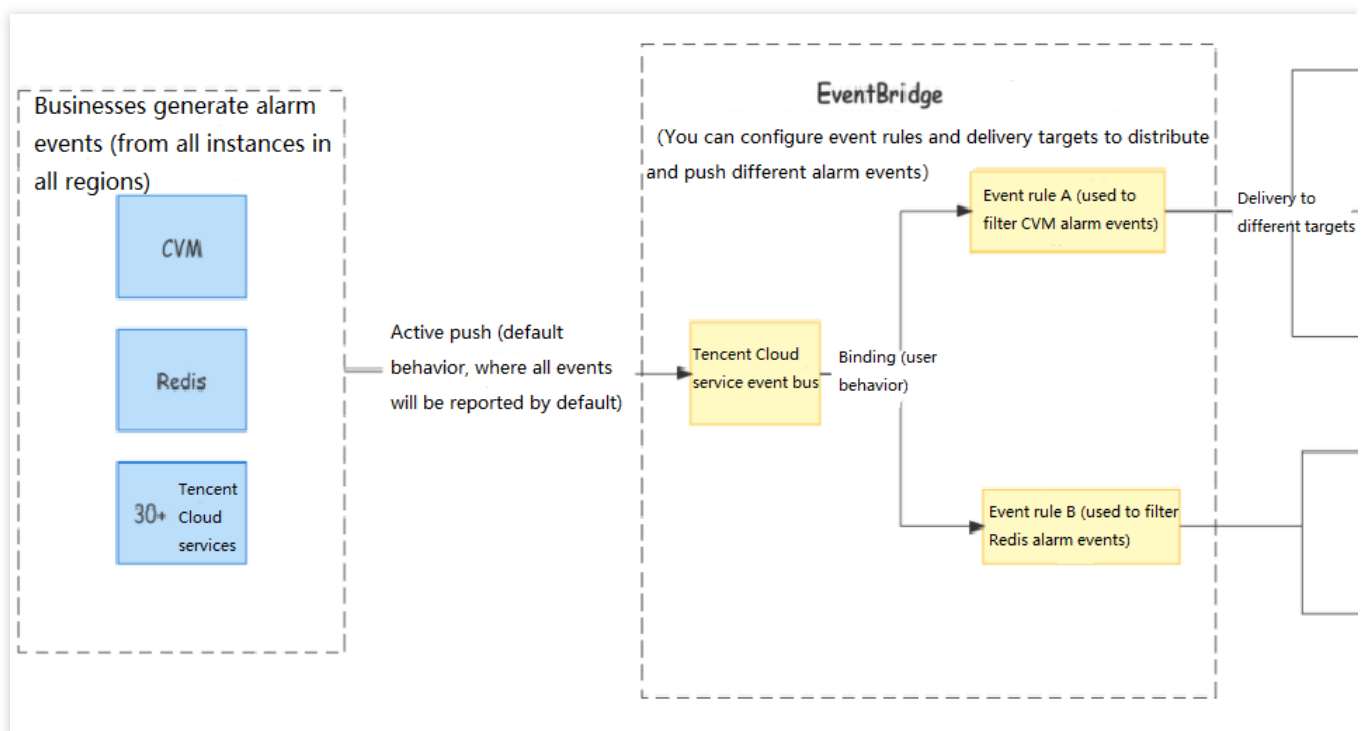 Businesses generate alarm
events (from all instances in
all regions)
CVM
Redis
30+
Tencent
Cloud
services
Active push (default
behavior, where all events
will be reported by default)
EventBridge
(You can configure event rules and delivery targets to distribute
and push different alarm events)
Tencent Cloud
service event bus
Binding (user
behavior)
Event rule A (used to
filter CVM alarm events)
Event rule B (used to filter
Redis alarm events)
Delivery to
different targets